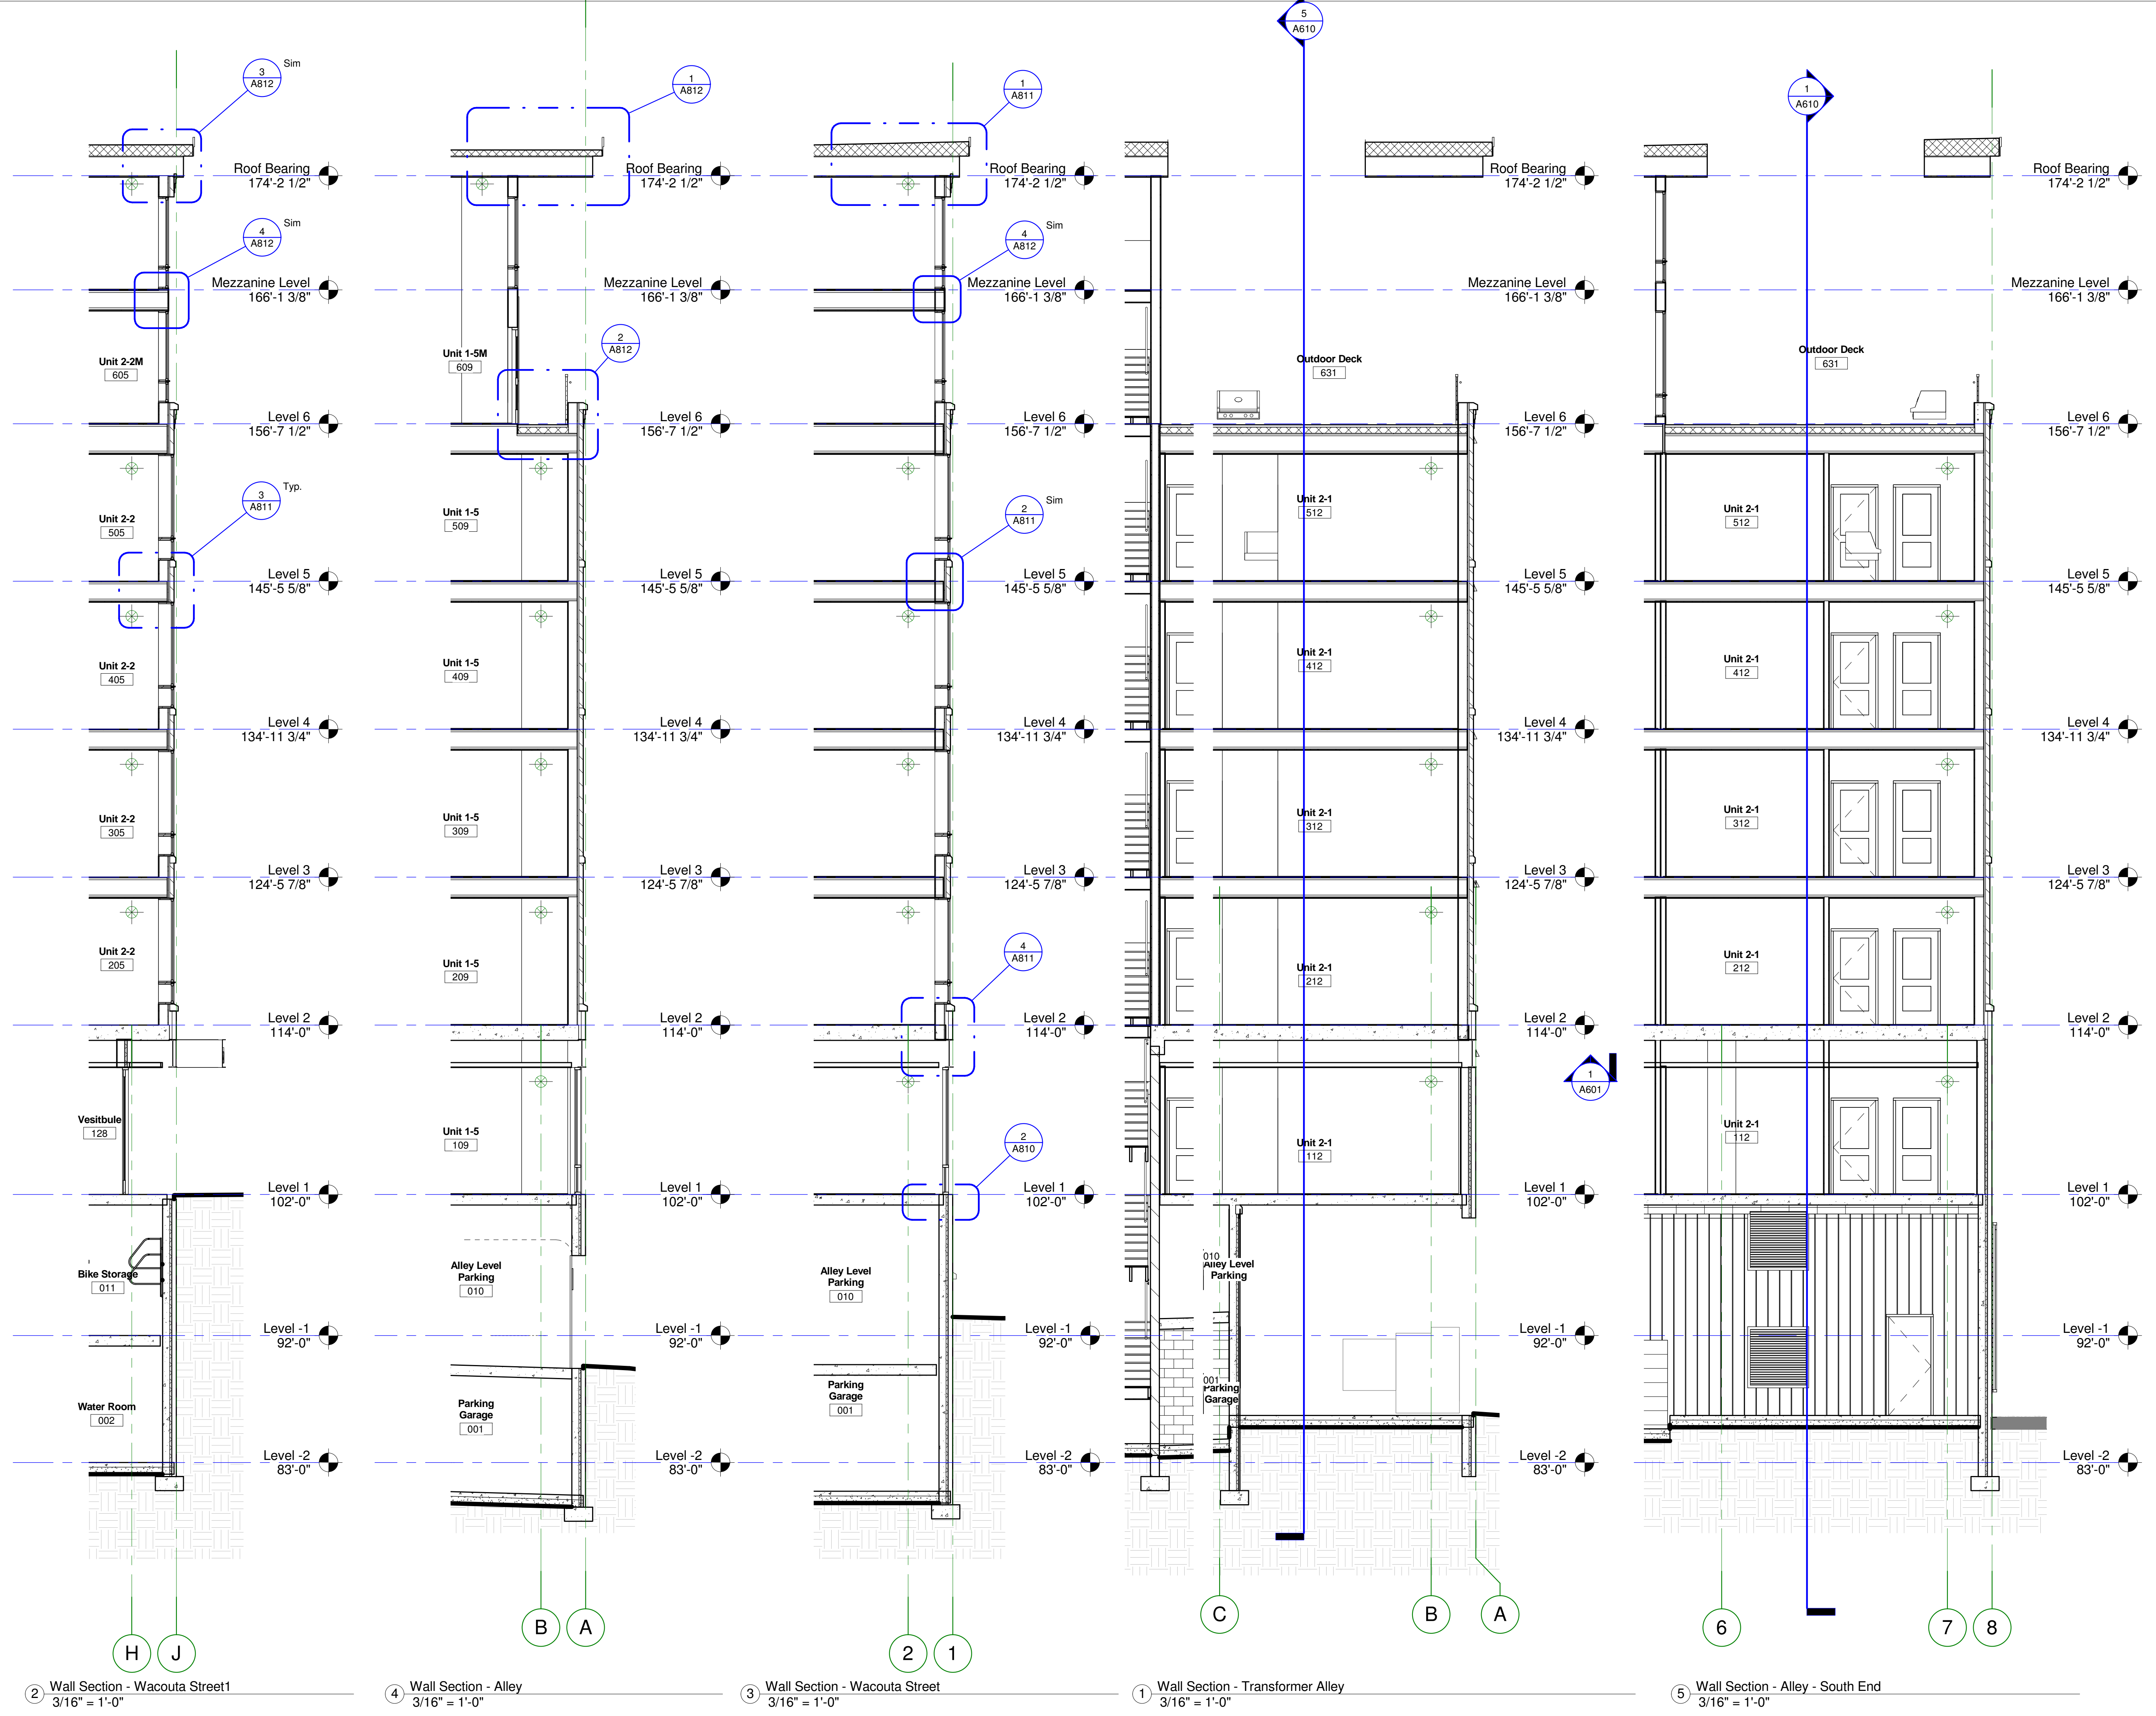 3
A812
Sim
4
A812
Sim
3
A811
Typ.
Roof Bearing
174'-2 1/2"
Mezzanine Level
166'-1 3/8"
Level 6
156'-7 1/2"
Level 5
145'-5 5/8"
Level 4
134'-11 3/4"
Level 3
124'-5 7/8"
Level 2
114'-0"
Level 1
102'-0"
Level -1
92'-0"
Level -2
83'-0"
Unit 2-2M
605
Unit 2-2
505
Unit 2-2
405
Unit 2-2
305
Unit 2-2
205
Vesitbule
128
Bike Storage
011
Water Room
002
H
J
2
Wall Section - Wacouta Street1
3/16" = 1'-0"
1
A812
2
A812
Roof Bearing
174'-2 1/2"
Mezzanine Level
166'-1 3/8"
Level 6
156'-7 1/2"
Level 5
145'-5 5/8"
Level 4
134'-11 3/4"
Level 3
124'-5 7/8"
Level 2
114'-0"
Level 1
102'-0"
Level -1
92'-0"
Level -2
83'-0"
Unit 1-5M
609
Unit 1-5
509
Unit 1-5
409
Unit 1-5
309
Unit 1-5
209
Unit 1-5
109
Alley Level
Parking
010
Parking
Garage
001
B
A
4
Wall Section - Alley
3/16" = 1'-0"
1
A811
4
A812
Sim
2
A811
Sim
4
A811
2
A810
Roof Bearing
174'-2 1/2"
Mezzanine Level
166'-1 3/8"
Level 6
156'-7 1/2"
Level 5
145'-5 5/8"
Level 4
134'-11 3/4"
Level 3
124'-5 7/8"
Level 2
114'-0"
Level 1
102'-0"
Level -1
92'-0"
Level -2
83'-0"
Alley Level
Parking
010
Parking
Garage
001
2
1
3
Wall Section - Wacouta Street
3/16" = 1'-0"
5
A610
Roof Bearing
174'-2 1/2"
Mezzanine Level
166'-1 3/8"
Level 6
156'-7 1/2"
Level 5
145'-5 5/8"
Level 4
134'-11 3/4"
Level 3
124'-5 7/8"
Level 2
114'-0"
Level 1
102'-0"
Level -1
92'-0"
Level -2
83'-0"
Outdoor Deck
631
Unit 2-1
512
Unit 2-1
412
Unit 2-1
312
Unit 2-1
212
Unit 2-1
112
010
Alley Level
Parking
001
Parking
Garage
C
B
A
1
Wall Section - Transformer Alley
3/16" = 1'-0"
1
A601
1
A610
Roof Bearing
174'-2 1/2"
Mezzanine Level
166'-1 3/8"
Level 6
156'-7 1/2"
Level 5
145'-5 5/8"
Level 4
134'-11 3/4"
Level 3
124'-5 7/8"
Level 2
114'-0"
Level 1
102'-0"
Level -1
92'-0"
Level -2
83'-0"
Outdoor Deck
631
Unit 2-1
512
Unit 2-1
412
Unit 2-1
312
Unit 2-1
212
Unit 2-1
112
6
7
8
5
Wall Section - Alley - South End
3/16" = 1'-0"